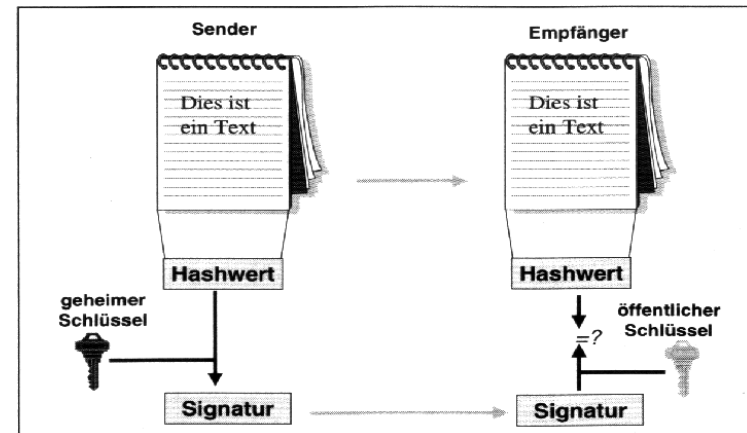 Sender
Empfänger
Dies ist
ein Text
Dies ist
ein Text
Hashwert
Hashwert
geheimer
Schlüssel
öffentlicher
Schlüssel
=?
Signatur
Signatur